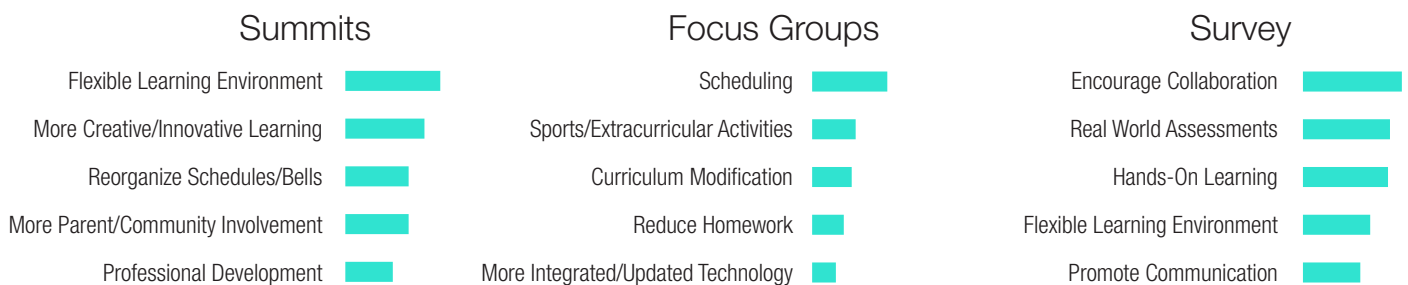 Summits
Flexible Learning Environment
More Creative/Innovative Learning
Reorganize Schedules/Bells
More Parent/Community Involvement
Professional Development
Focus Groups
Scheduling
Sports/Extracurricular Activities
Curriculum Modification
Reduce Homework
More Integrated/Updated Technology
Survey
Encourage Collaboration
Real World Assessments
Hands-On Learning
Flexible Learning Environment
Promote Communication